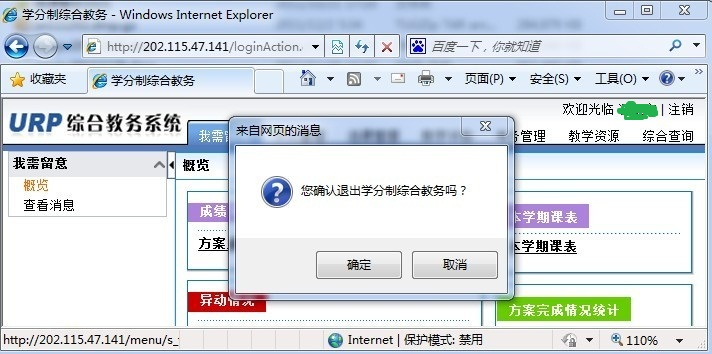 学分制综合教务 - Windows Internet Explorer
http://202.115.47.141/loginAction.
百度一下，你就知道
收藏夹
学分制综合教务
页面(P)
安全(S)
工具(O)
欢迎光临 | 注销
URP综合教务系统
我需留意
务管理
教学资源
综合查询
来自网页的消息
我需留意
概览
概览
查看消息
您确认退出学分制综合教务吗？
成绩
本学期课表
方案
本学期课表
确定
取消
异动情况
方案完成情况统计
http://202.115.47.141/menu/s_
Internet | 保护模式: 禁用
110%